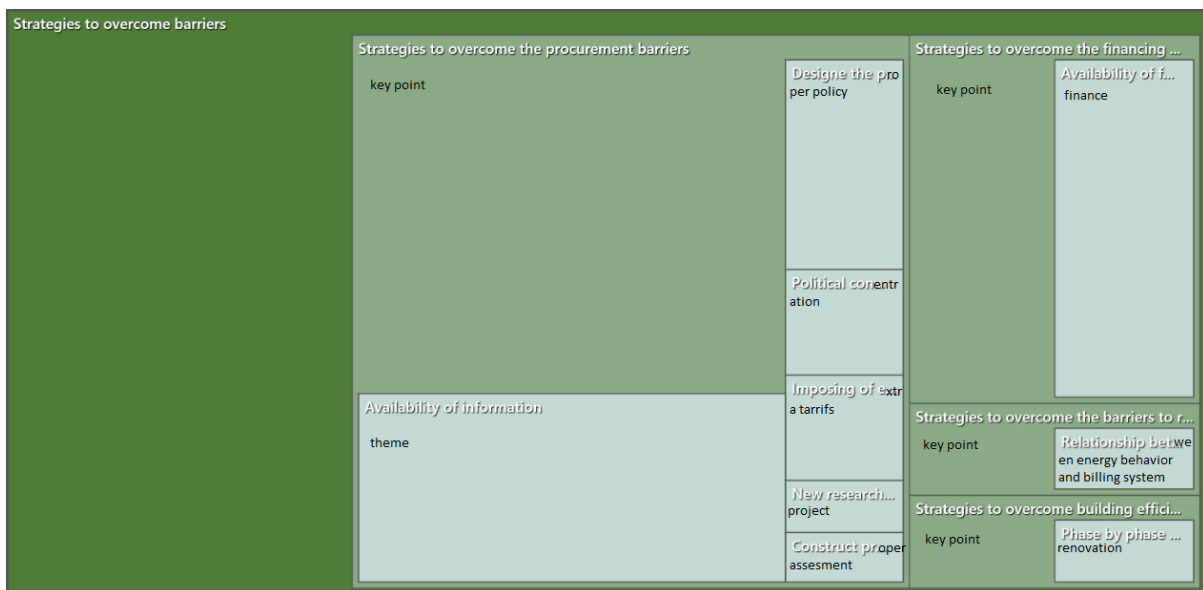 Strategies to overcome barriers
Strategies to overcome the procurement barriers
key point
Designe the pro
per policy
Political conentr
ation
Imposing of extr
a tarrifs
New research...
project
Construct proper
assesment
Availability of information
theme
Strategies to overcome the financing ...
key point
Availability of f...
finance
Strategies to overcome the barriers to r...
key point
Relationship betwe
en energy behavior
and billing system
Strategies to overcome building effici...
key point
Phase by phase ...
renovation